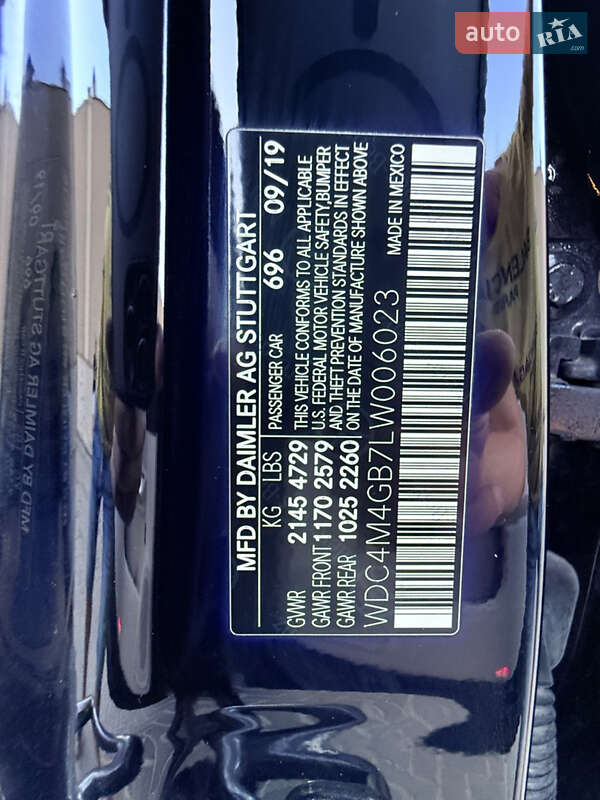 auto RIA.com
MFD BY DAIMLER AG STUTTGART
KG LBS PASSENGER CAR 696 09/19
GVWR 2145 4729 THIS VEHICLE CONFORMS TO ALL APPLICABLE
GAWR FRONT 1170 2579 U.S. FEDERAL MOTOR VEHICLE SAFETY,BUMPER
GAWR REAR 1025 2260 AND THEFT PREVENTION STANDARDS IN EFFECT
ON THE DATE OF MANUFACTURE SHOWN ABOVE
WDC4M4GB7LW006023 MADE IN MEXICO